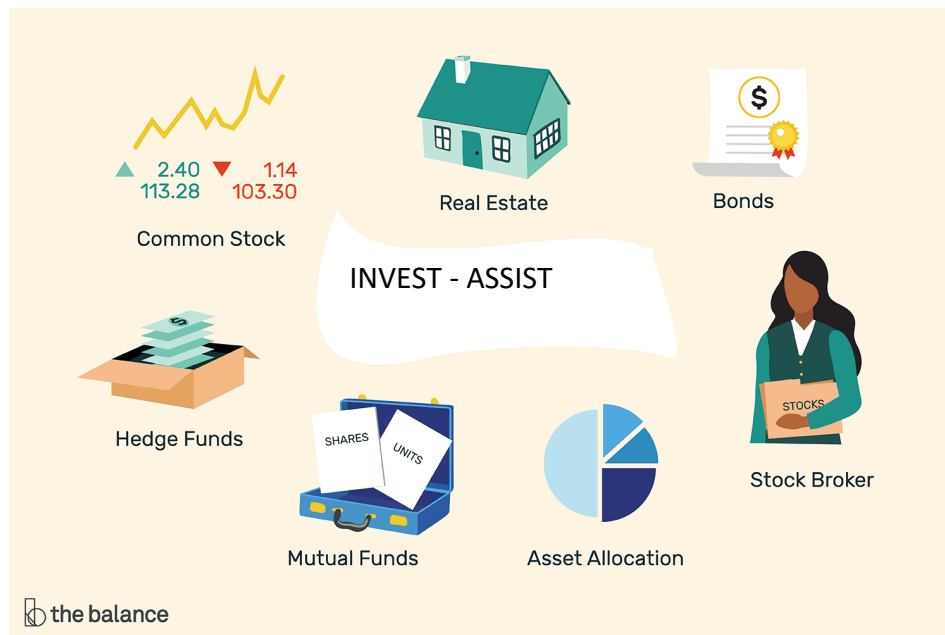 2.40
1.14
113.28
103.30
Common Stock
Real Estate
$
Bonds
INVEST - ASSIST
$
Hedge Funds
SHARES
UNITS
Mutual Funds
Asset Allocation
STOCKS
Stock Broker
the balance